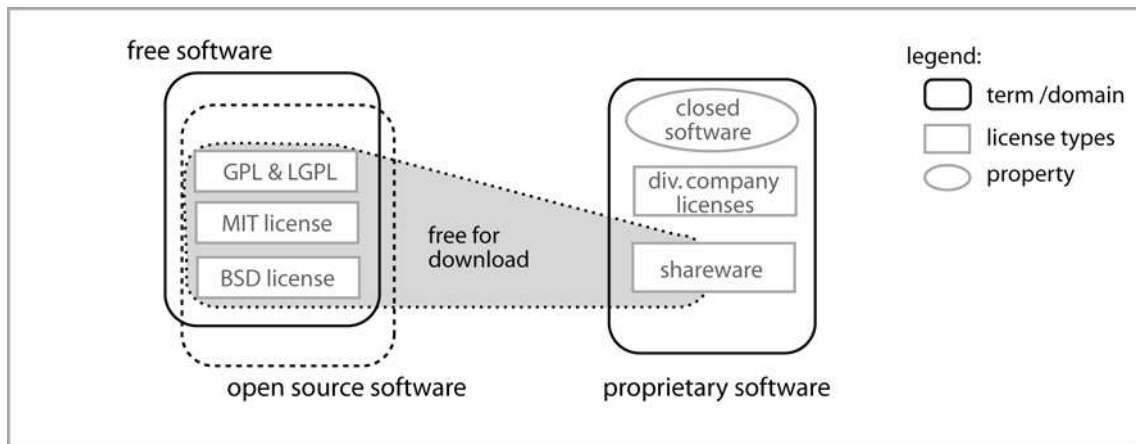 free software
GPL & LGPL
MIT license
BSD license
open source software
free for
download
closed
software
div. company
licenses
shareware
proprietary software
legend:
term /domain
license types
property